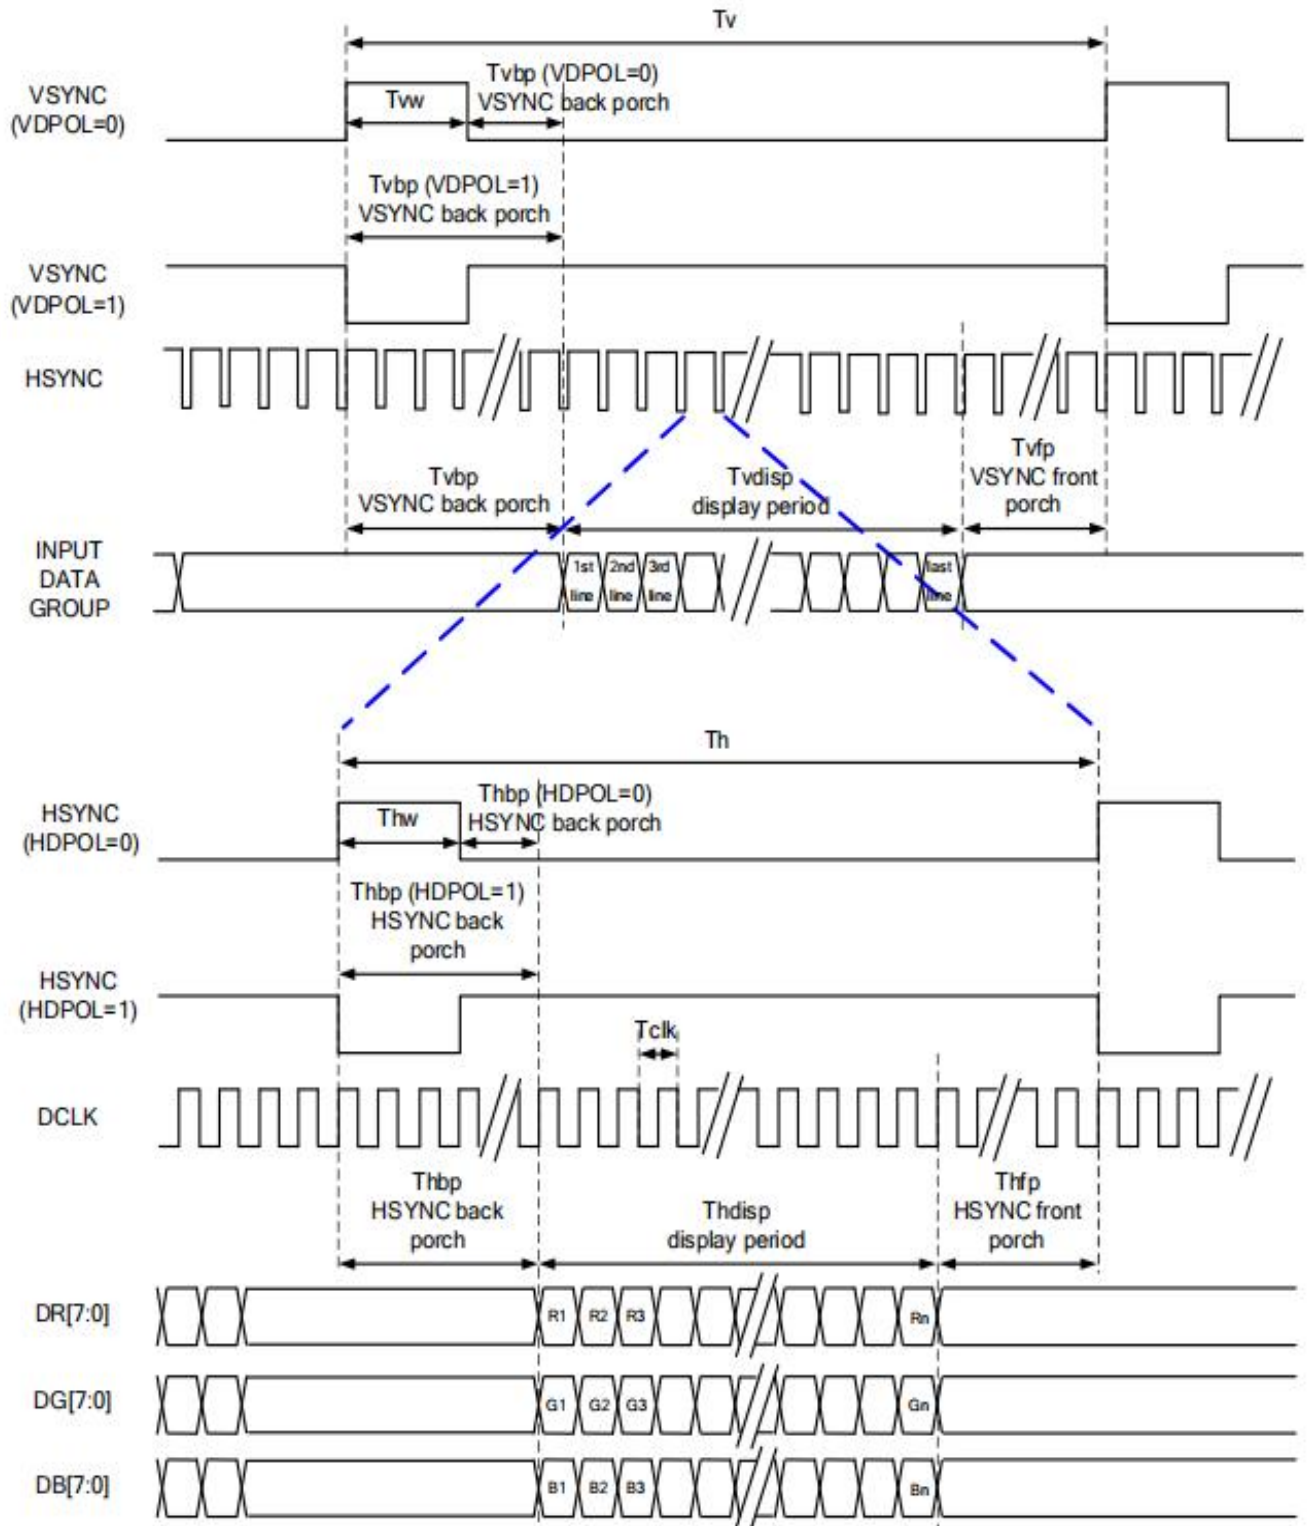 Tv
VSYNC
(VDPOL=0)
Tvw
Tvbp (VDPOL=0)
VSYNC back porch
Tvbp (VDPOL=1)
VSYNC back porch
VSYNC
(VDPOL=1)
HSYNC
Tvbp
VSYNC back porch
Tvdisp
display period
Tvfp
VSYNC front
porch
INPUT
DATA
GROUP
1st
line
2nd
line
3rd
line
last
line
Th
HSYNC
(HDPOL=0)
Thw
Thbp (HDPOL=0)
HSYNC back porch
Thbp (HDPOL=1)
HSYNC back
porch
HSYNC
(HDPOL=1)
Tclk
DCLK
Thbp
HSYNC back
porch
Thdisp
display period
Thfp
HSYNC front
porch
DR[7:0]
R1 R2 R3 Rn
DG[7:0]
G1 G2 G3 Gn
DB[7:0]
B1 B2 B3 Bn